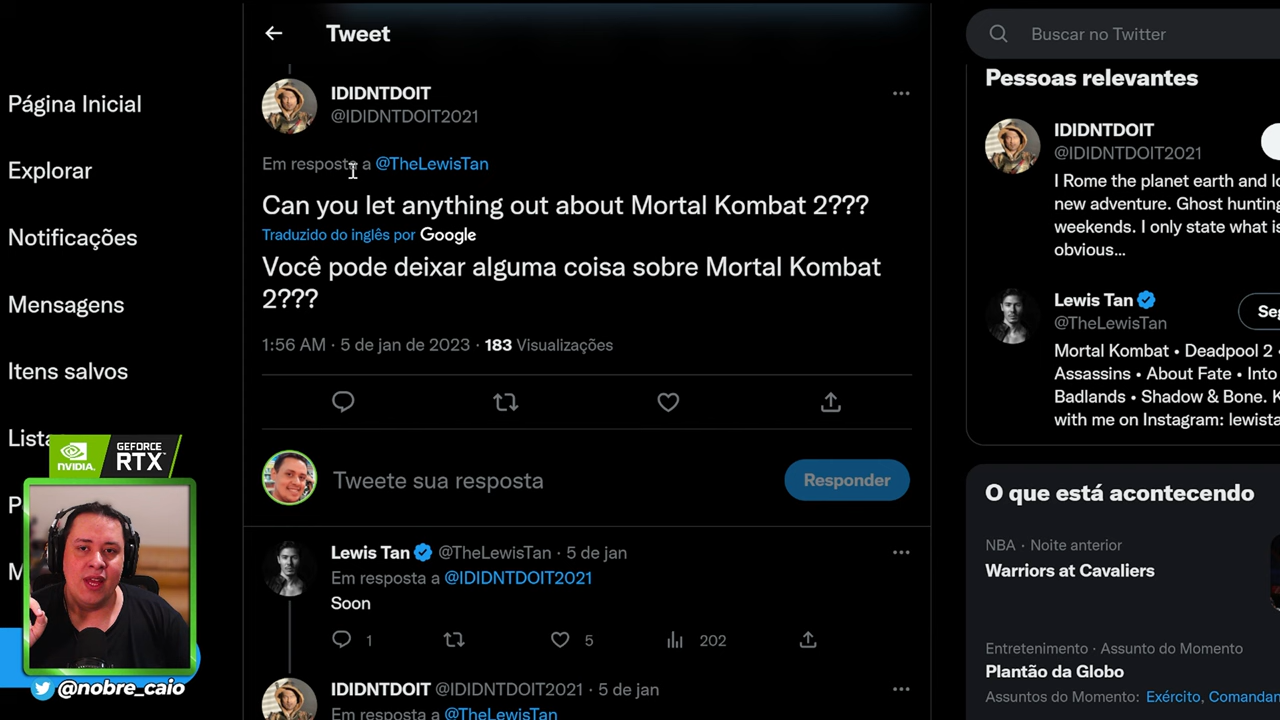 Tweet
Buscar no Twitter
Página Inicial
Explorar
Notificações
Mensagens
Itens salvos
IDIDNTDOIT
@IDIDNTDOIT2021
Em resposta a @TheLewisTan
Can you let anything out about Mortal Kombat 2???
Traduzido do inglês por Google
Você pode deixar alguma coisa sobre Mortal Kombat
2???
1:56 AM · 5 de jan de 2023 · 183 Visualizações
Tweete sua resposta
Responder
Lewis Tan @TheLewisTan · 5 de jan
Em resposta a @IDIDNTDOIT2021
Soon
1
5
202
IDIDNTDOIT @IDIDNTDOIT2021 · 5 de jan
Em resposta a @TheLewisTan
Pessoas relevantes
IDIDNTDOIT
@IDIDNTDOIT2021
I Rome the planet earth and
new adventure. Ghost hunting
weekends. I only state what is
obvious...
Lewis Tan
@TheLewisTan
Mortal Kombat • Deadpool 2 •
Assassins • About Fate • Into
Badlands • Shadow & Bone.
with me on Instagram: lewista
O que está acontecendo
NBA · Noite anterior
Warriors at Cavaliers
Entretenimento · Assunto do Momento
Plantão da Globo
Assuntos do Momento: Exército, Comandan
NVIDIA.
GEFORCE
RTX
@nobre_caio